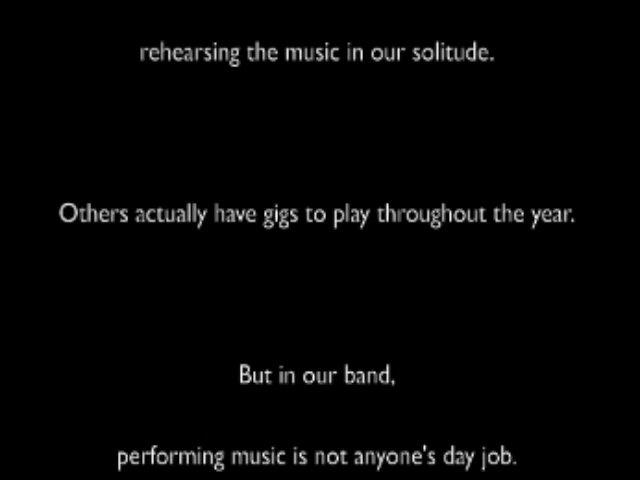 rehearsing the music in our solitude.
Others actually have gigs to play throughout the year.
But in our band,
performing music is not anyone's day job.